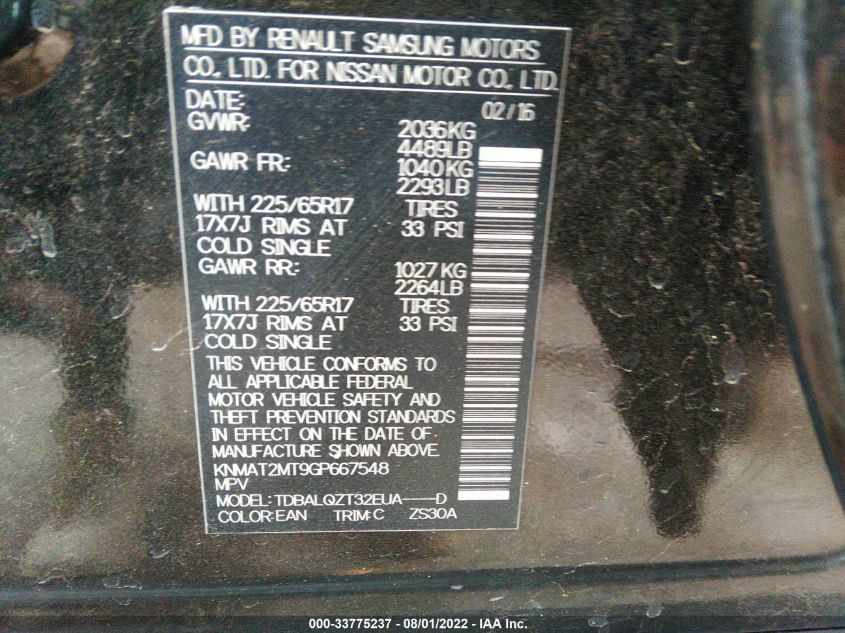 MFD BY RENAULT SAMSUNG MOTORS
CO., LTD. FOR NISSAN MOTOR CO., LTD.
DATE: 02/16
GVWR: 2036KG
4489LB
GAWR FR: 1040KG
2293LB
WITH 225/65R17 TIRES
17X7J RIMS AT 33 PSI
COLD SINGLE
GAWR RR: 1027KG
2264LB
WITH 225/65R17 TIRES
17X7J RIMS AT 33 PSI
COLD SINGLE
THIS VEHICLE CONFORMS TO
ALL APPLICABLE FEDERAL
MOTOR VEHICLE SAFETY AND
THEFT PREVENTION STANDARDS
IN EFFECT ON THE DATE OF
MANUFACTURE SHOWN ABOVE.
KNMAT2MT9GP667548
MPV
MODEL: TDBALQZT32EUA----D
COLOR:EAN TRIM:C ZS30A
000-33775237 - 08/01/2022 - IAA Inc.